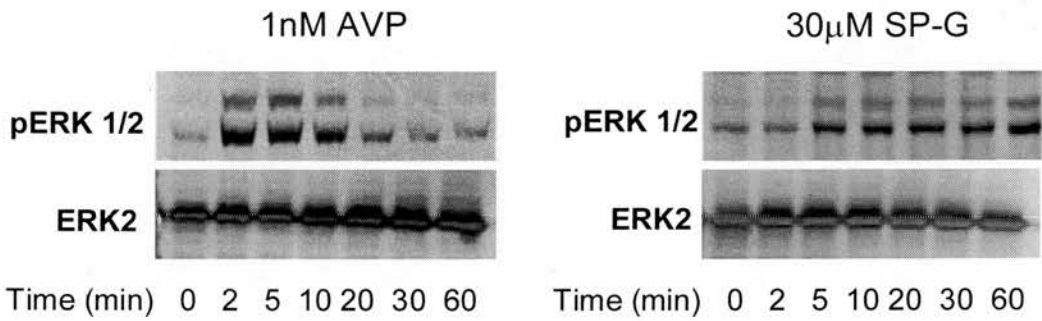 1nM AVP
pERK 1/2
ERK2
Time (min) 0 2 5 10 20 30 60
30μM SP-G
pERK 1/2
ERK2
Time (min) 0 2 5 10 20 30 60